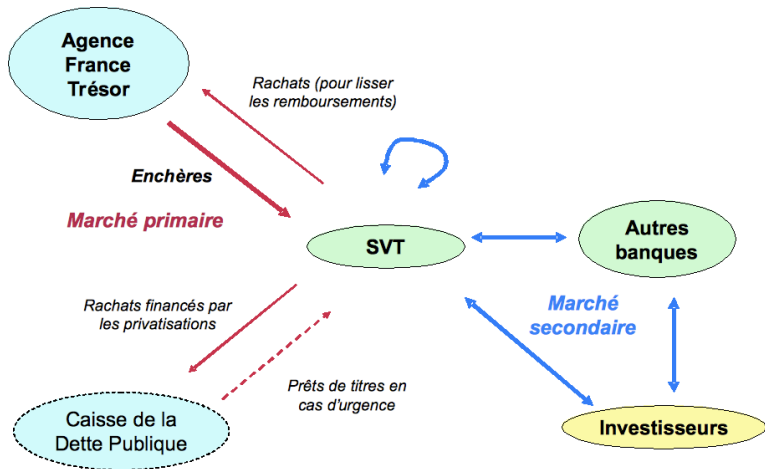 Agence
France
Trésor
Rachats (pour lisser
les remboursements)
Enchères
Marché primaire
SVT
Autres
banques
Rachats financés par
les privatisations
Marché
secondaire
Prêts de titres en
cas d'urgence
Caisse de la
Dette Publique
Investisseurs